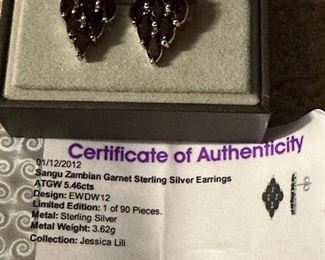 Certificate of Authenticity
01/12/2012
Sangu Zambian Garnet Sterling Silver Earrings
ATGW 5.46cts
Design: EWDW12
Limited Edition: 1 of 90 Pieces.
Metal: Sterling Silver
Metal Weight: 3.62g
Collection: Jessica Lili